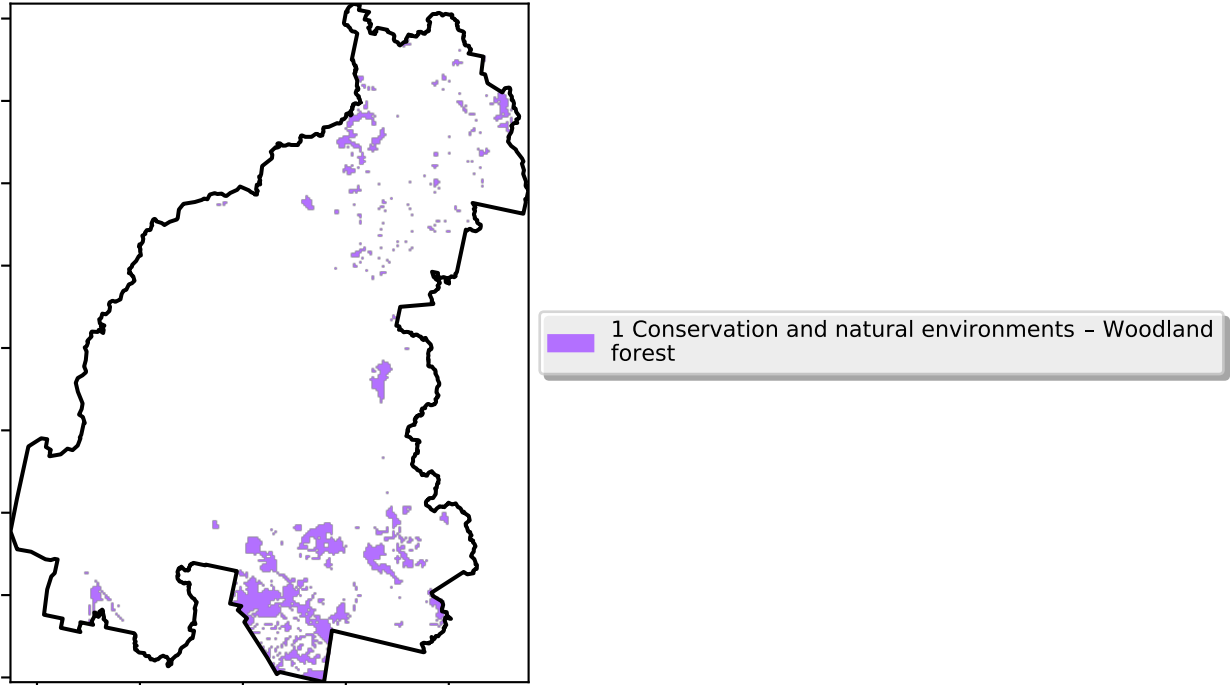 1 Conservation and natural environments – Woodland
forest